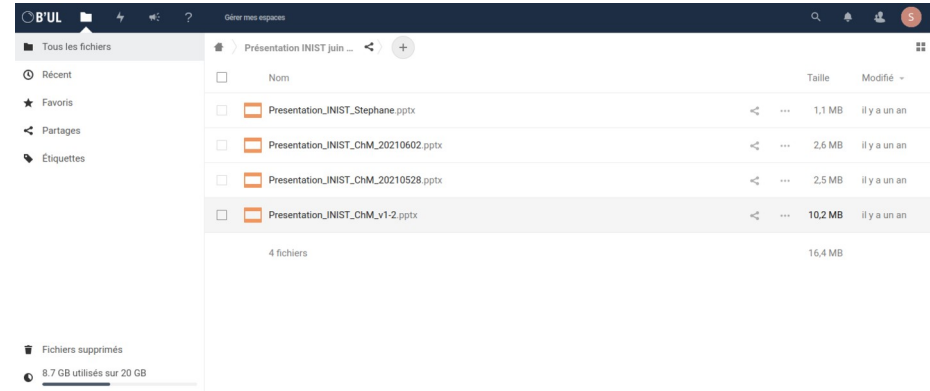 B'UL ? Gérer mes espaces S
Tous les fichiers
Présentation INIST juin ... +
Récent
Nom Taille Modifié
Favoris
Presentation_INIST_Stephane.pptx 1,1 MB il y a un an
Partages
Presentation_INIST_ChM_20210602.pptx 2,6 MB il y a un an
Étiquettes
Presentation_INIST_ChM_20210528.pptx 2,5 MB il y a un an
Presentation_INIST_ChM_v1-2.pptx 10,2 MB il y a un an
4 fichiers 16,4 MB
Fichiers supprimés
8.7 GB utilisés sur 20 GB